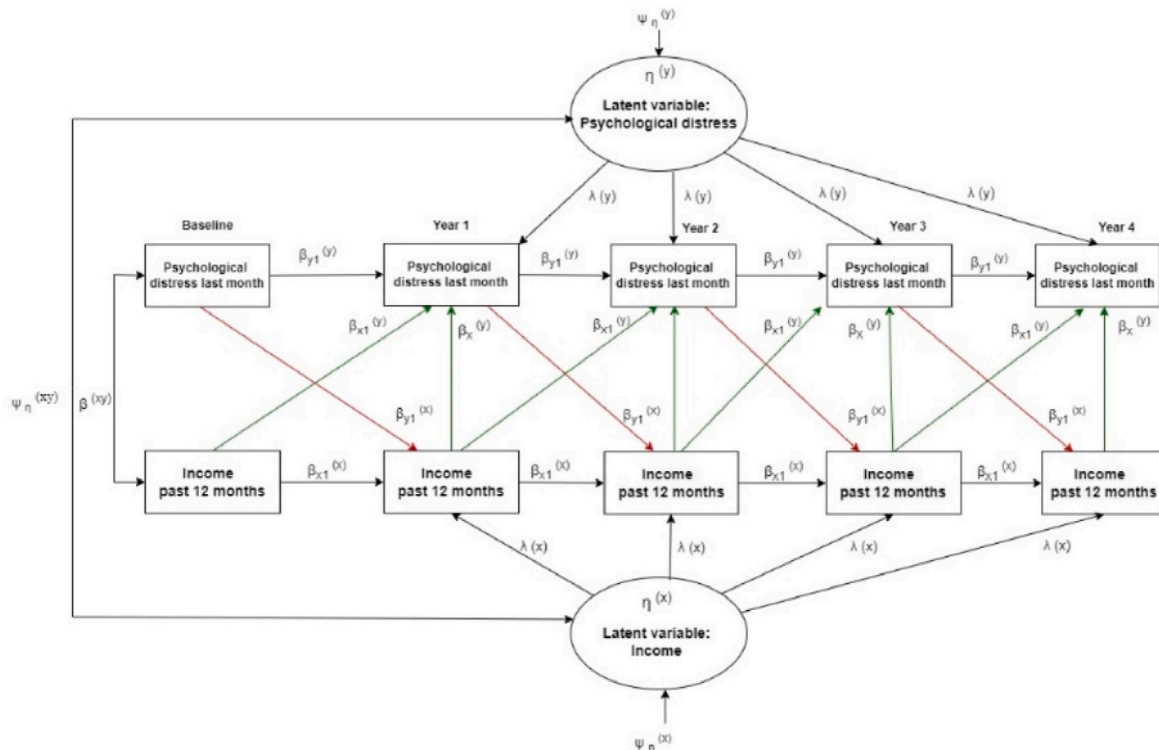 ψ η (y)
η (y)
Latent variable:
Psychological distress
λ (y)
λ (y)
λ (y)
λ (y)
Baseline
Year 1
Year 2
Year 3
Year 4
Psychological
distress last month
βy1 (y)
Psychological
distress last month
βy1 (y)
Psychological
distress last month
βy1 (y)
Psychological
distress last month
βy1 (y)
Psychological
distress last month
βx1 (y)
βx (y)
βx1 (y)
βx1 (y)
βx (y)
βx1 (y)
βx (y)
ψ η (xy)
β (xy)
βy1 (x)
βy1 (x)
βy1 (x)
βy1 (x)
Income
past 12 months
βx1 (x)
Income
past 12 months
βx1 (x)
Income
past 12 months
βx1 (x)
Income
past 12 months
βx1 (x)
Income
past 12 months
λ (x)
λ (x)
λ (x)
λ (x)
η (x)
Latent variable:
Income
ψ η (x)